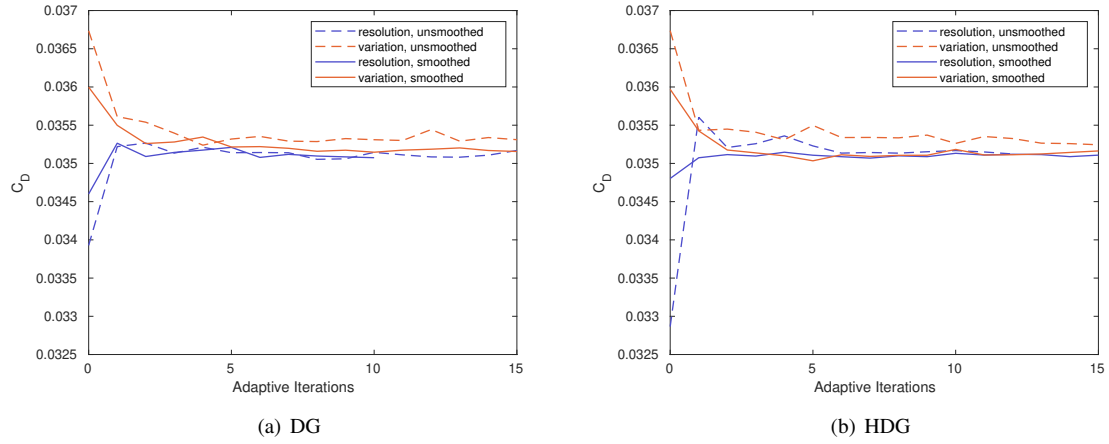 0.037
0.0365
0.036
0.0355
0.035
0.0345
0.034
0.0335
0.033
0.0325
C_D
0
5
10
15
Adaptive Iterations
resolution, unsmoothed
variation, unsmoothed
resolution, smoothed
variation, smoothed
(a) DG
0.037
0.0365
0.036
0.0355
0.035
0.0345
0.034
0.0335
0.033
0.0325
C_D
0
5
10
15
Adaptive Iterations
resolution, unsmoothed
variation, unsmoothed
resolution, smoothed
variation, smoothed
(b) HDG